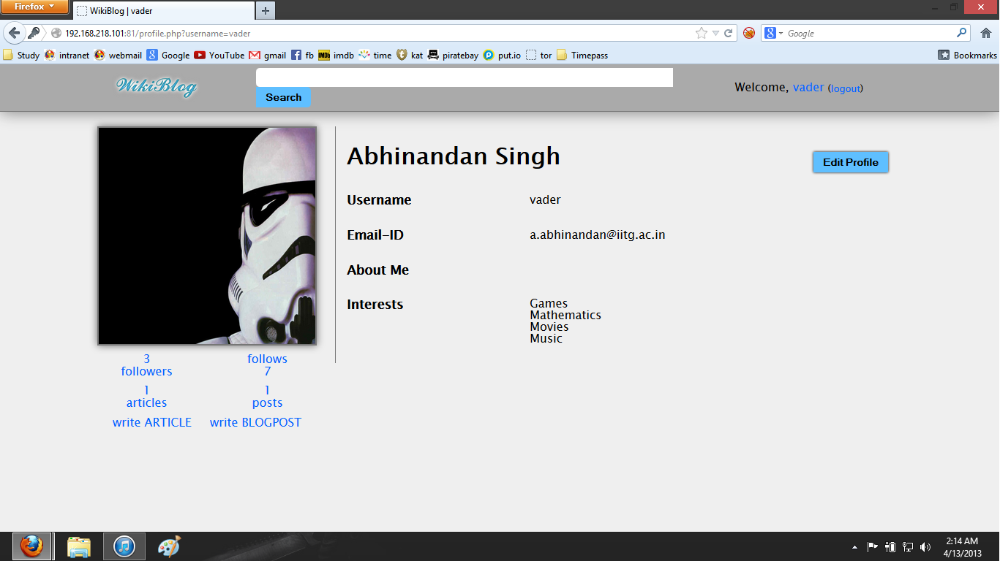 Firefox
WikiBlog | vader
192.168.218.101:81/profile.php?username=vader
Google
Study intranet webmail Google YouTube gmail fb imdb time kat piratebay put.io tor Timepass Bookmarks
WikiBlog
Search
Welcome, vader (logout)
Abhinandan Singh
Edit Profile
Username vader
Email-ID a.abhinandan@iitg.ac.in
About Me
Interests Games
Mathematics
Movies
Music
3 follows
followers 7
1 1
articles posts
write ARTICLE write BLOGPOST
2:14 AM
4/13/2013